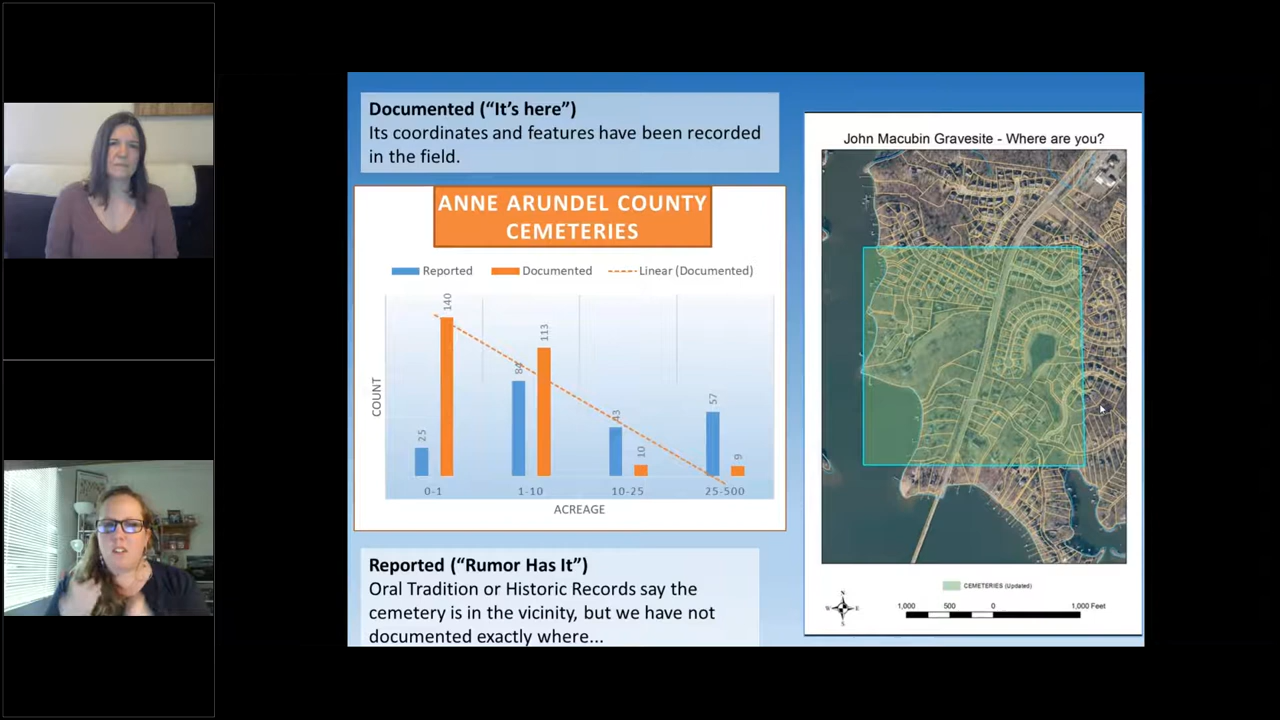 Documented (“It’s here”)
Its coordinates and features have been recorded
in the field.
ANNE ARUNDEL COUNTY
CEMETERIES
Reported
Documented
Linear (Documented)
COUNT
25
140
84
113
43
10
57
9
0-1
1-10
10-25
25-500
ACREAGE
Reported (“Rumor Has It”)
Oral Tradition or Historic Records say the
cemetery is in the vicinity, but we have not
documented exactly where...
John Macubin Gravesite - Where are you?
CEMETERIES (Updated)
N
W
E
S
1,000 500 0 1,000 Feet